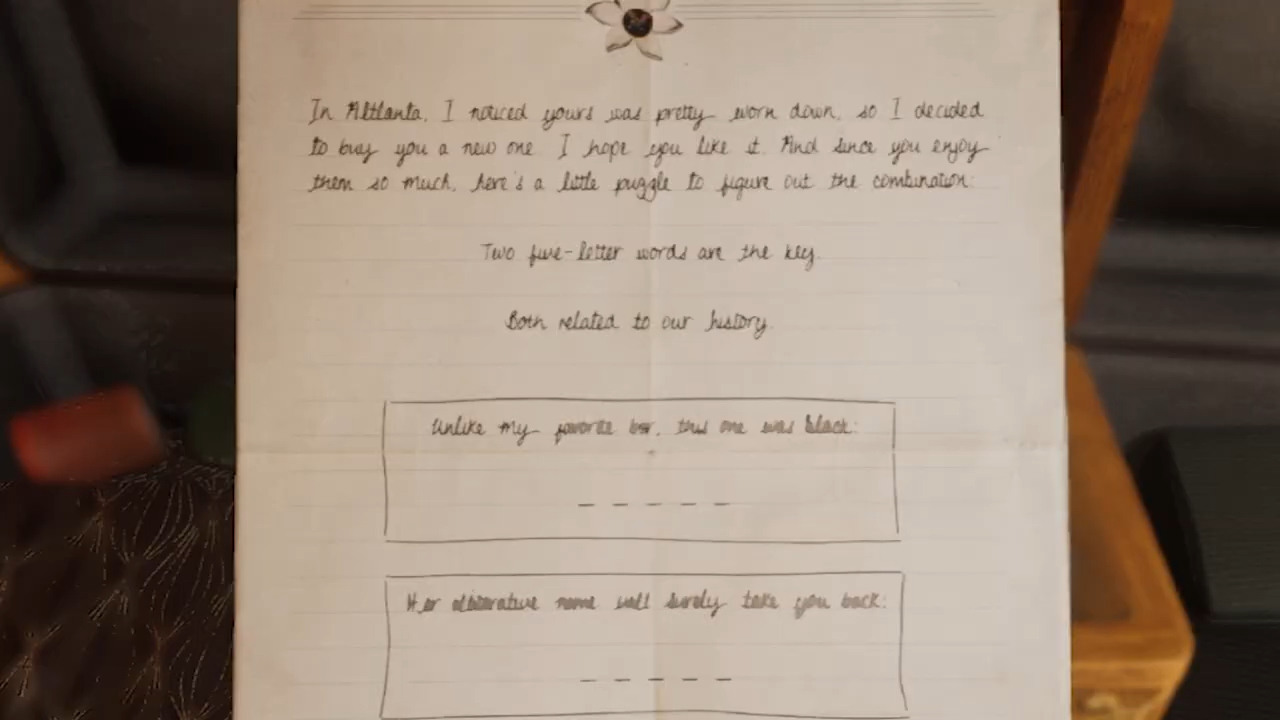 In Altlanta, I noticed yours was pretty worn down, so I decided
to buy you a new one. I hope you like it. And since you enjoy
them so much, here's a little puzzle to figure out the combination:
Two five-letter words are the key.
Both related to our history.
Unlike my favorite bar, this one was black:
_ _ _ _ _
Her alliterative name will surely take you back:
_ _ _ _ _